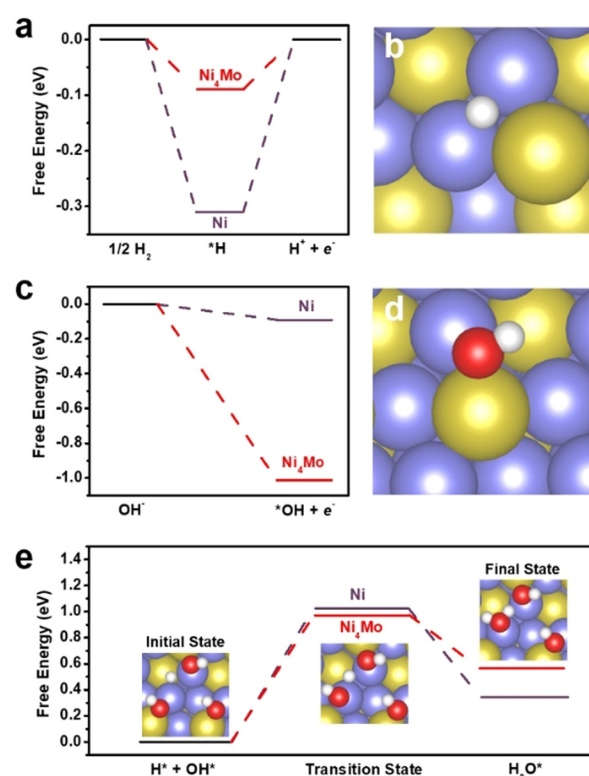 a
Free Energy (eV)
0.0
-0.1
-0.2
-0.3
Ni₄Mo
Ni
1/2 H₂
*H
H⁺ + e⁻
b
c
Free Energy (eV)
0.0
-0.2
-0.4
-0.6
-0.8
-1.0
Ni
Ni₄Mo
OH⁻
*OH + e⁻
d
e
Free Energy (eV)
1.4
1.2
1.0
0.8
0.6
0.4
0.2
0.0
Initial State
Ni
Ni₄Mo
Final State
H* + OH*
Transition State
H₂O*